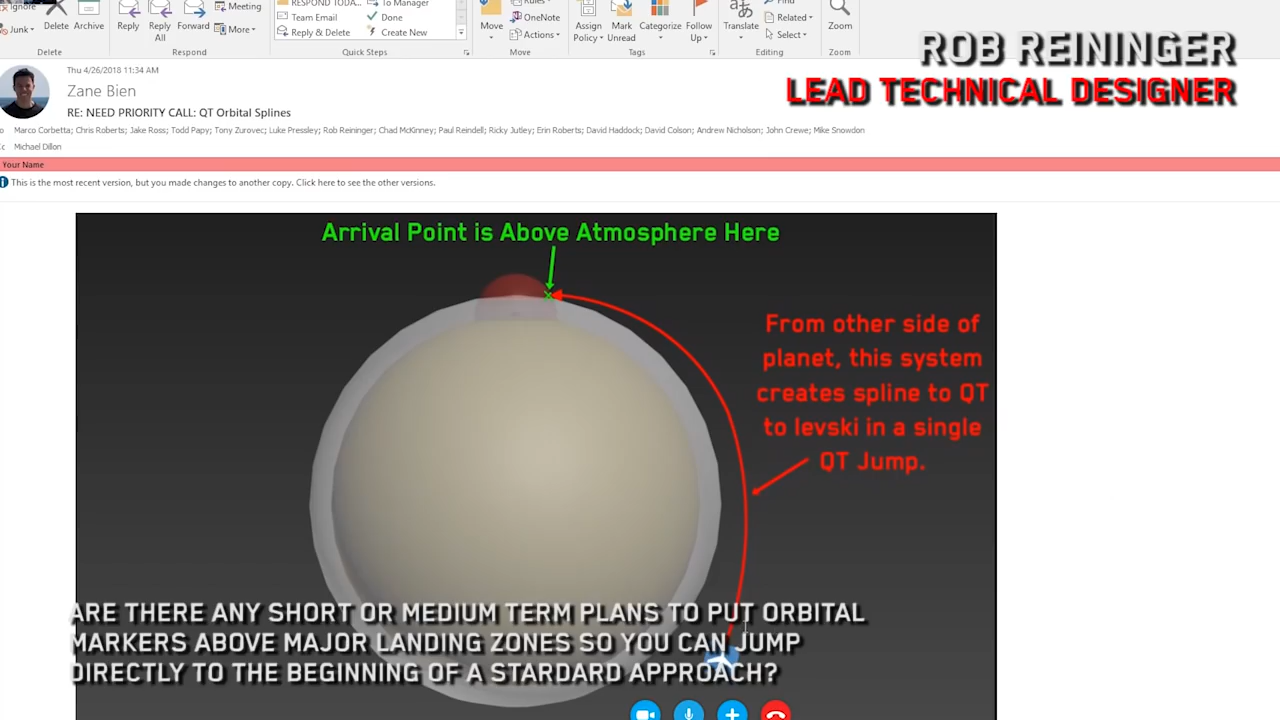 Ignore
Junk
Delete
Archive
Delete
Reply
Reply All
Forward
Meeting
More
Respond
RESPOND TODA...
Team Email
Reply & Delete
To Manager
Done
Create New
Quick Steps
Move
Rules
OneNote
Actions
Move
Assign Policy
Mark Unread
Categorize
Follow Up
Tags
Translate
Find
Related
Select
Editing
Zoom
Zoom
ROB REININGER
LEAD TECHNICAL DESIGNER
Thu 4/26/2018 11:34 AM
Zane Bien
RE: NEED PRIORITY CALL: QT Orbital Splines
Marco Corbetta; Chris Roberts; Jake Ross; Todd Papy; Tony Zurovec; Luke Pressley; Rob Reininger; Chad McKinney; Paul Reindell; Ricky Jutley; Erin Roberts; David Haddock; David Colson; Andrew Nicholson; John Crewe; Mike Snowdon
Michael Dillon
Your Name
This is the most recent version, but you made changes to another copy. Click here to see the other versions.
Arrival Point is Above Atmosphere Here
From other side of
planet, this system
creates spline to QT
to levski in a single
QT Jump.
ARE THERE ANY SHORT OR MEDIUM TERM PLANS TO PUT ORBITAL
MARKERS ABOVE MAJOR LANDING ZONES SO YOU CAN JUMP
DIRECTLY TO THE BEGINNING OF A STARDARD APPROACH?